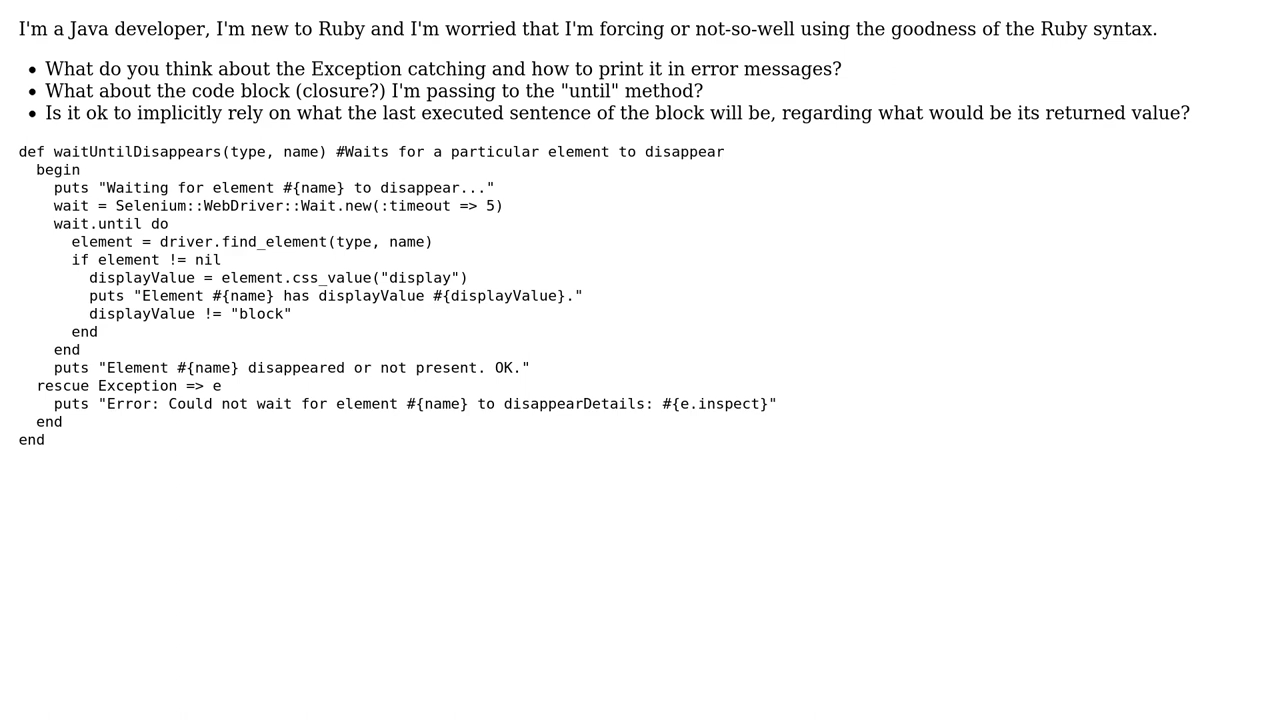 I'm a Java developer, I'm new to Ruby and I'm worried that I'm forcing or not-so-well using the goodness of the Ruby syntax.
• What do you think about the Exception catching and how to print it in error messages?
• What about the code block (closure?) I'm passing to the "until" method?
• Is it ok to implicitly rely on what the last executed sentence of the block will be, regarding what would be its returned value?
def waitUntilDisappears(type, name) #Waits for a particular element to disappear
  begin
    puts "Waiting for element #{name} to disappear..."
    wait = Selenium::WebDriver::Wait.new(:timeout => 5)
    wait.until do
      element = driver.find_element(type, name)
      if element != nil
        displayValue = element.css_value("display")
        puts "Element #{name} has displayValue #{displayValue}."
        displayValue != "block"
      end
    end
    puts "Element #{name} disappeared or not present. OK."
  rescue Exception => e
    puts "Error: Could not wait for element #{name} to disappearDetails: #{e.inspect}"
  end
end